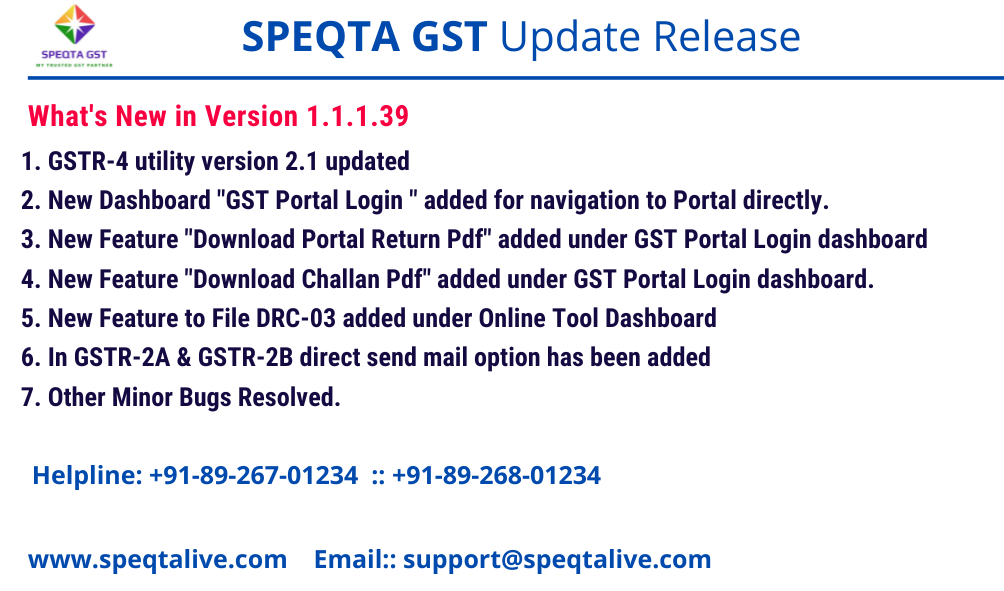 SPEQTA GST
MY TRUSTED GST PARTNER
SPEQTA GST Update Release
What's New in Version 1.1.1.39
1. GSTR-4 utility version 2.1 updated
2. New Dashboard "GST Portal Login " added for navigation to Portal directly.
3. New Feature "Download Portal Return Pdf" added under GST Portal Login dashboard
4. New Feature "Download Challan Pdf" added under GST Portal Login dashboard.
5. New Feature to File DRC-03 added under Online Tool Dashboard
6. In GSTR-2A & GSTR-2B direct send mail option has been added
7. Other Minor Bugs Resolved.
Helpline: +91-89-267-01234 :: +91-89-268-01234
www.speqtalive.com Email:: support@speqtalive.com